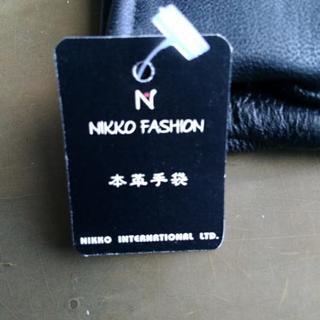 N
NIKKO FASHION
本革手袋
NIKKO INTERNATIONAL LTD.